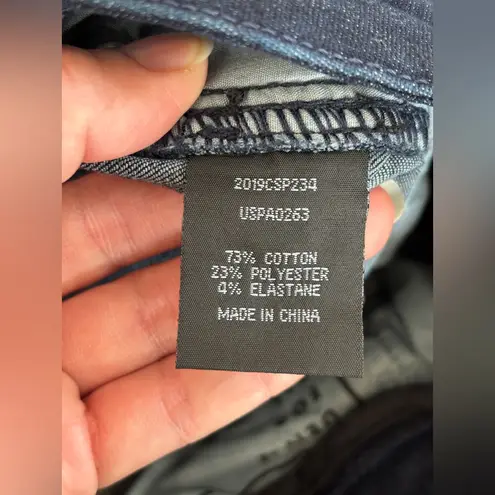 2019CSP234
USPA0263
73% COTTON
23% POLYESTER
4% ELASTANE
MADE IN CHINA